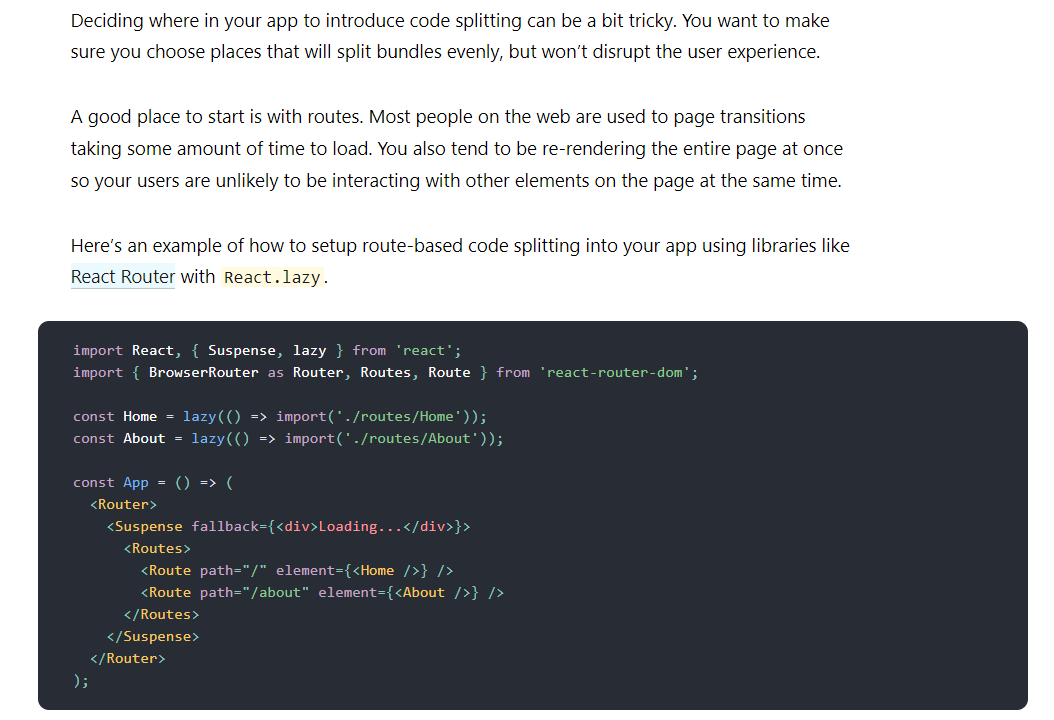 Deciding where in your app to introduce code splitting can be a bit tricky. You want to make
sure you choose places that will split bundles evenly, but won’t disrupt the user experience.
A good place to start is with routes. Most people on the web are used to page transitions
taking some amount of time to load. You also tend to be re-rendering the entire page at once
so your users are unlikely to be interacting with other elements on the page at the same time.
Here’s an example of how to setup route-based code splitting into your app using libraries like
React Router with React.lazy.
import React, { Suspense, lazy } from 'react';
import { BrowserRouter as Router, Routes, Route } from 'react-router-dom';
const Home = lazy(() => import('./routes/Home'));
const About = lazy(() => import('./routes/About'));
const App = () => (
  <Router>
    <Suspense fallback={<div>Loading...</div>}>
      <Routes>
        <Route path="/" element={<Home />} />
        <Route path="/about" element={<About />} />
      </Routes>
    </Suspense>
  </Router>
);